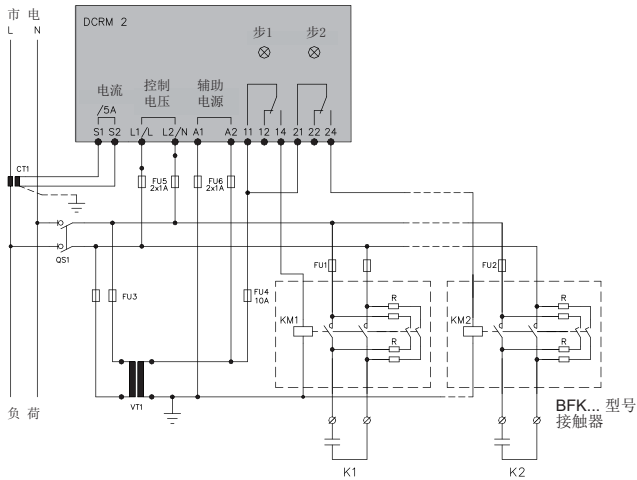 市 电
L N
DCRM 2
步1 步2
电流
/5A
控制
电压
辅助
电源
S1 S2 L1/L L2/N A1 A2 11 12 14 21 22 24
CT1
FU5
2x1A
FU6
2x1A
QS1
FU1
FU2
FU3
FU4
10A
KM1
R
R
KM2
R
R
VT1
负 荷
BFK... 型号
接触器
K1
K2